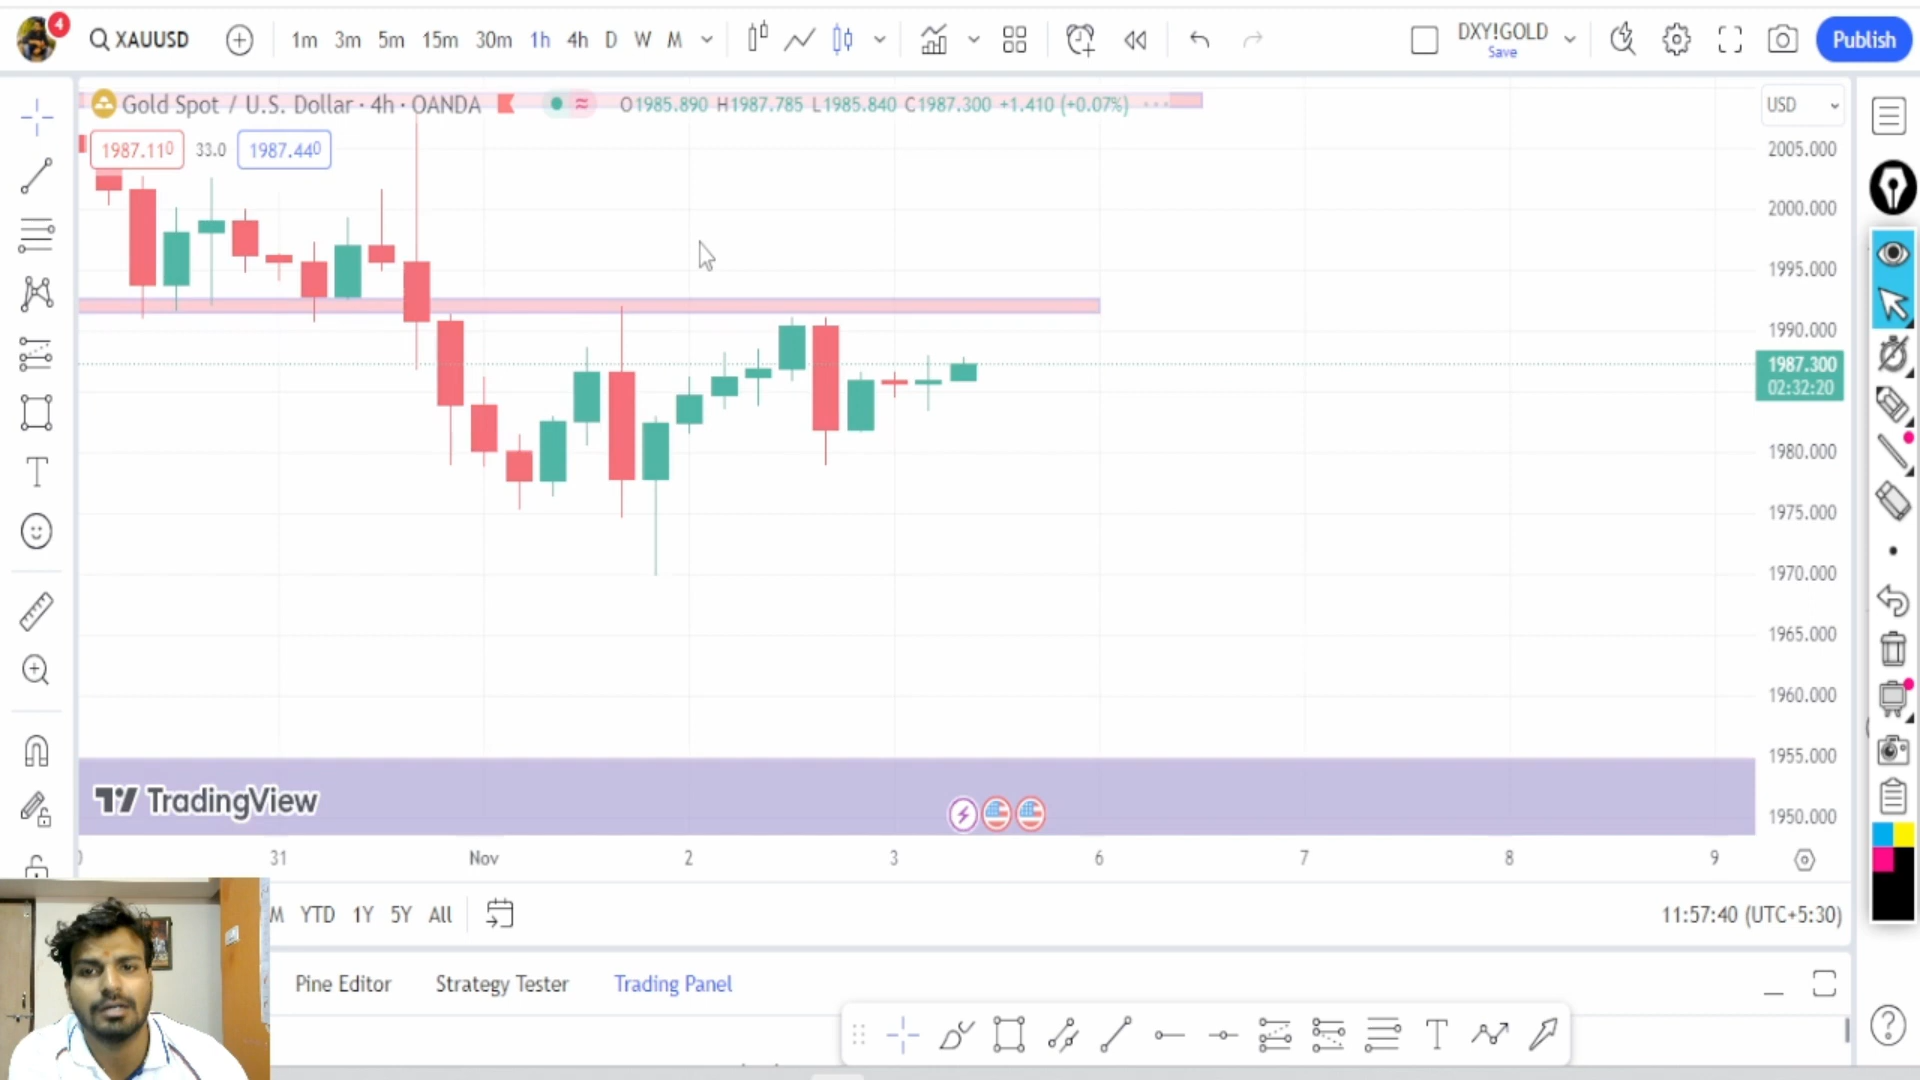 4
XAUUSD
1m 3m 5m 15m 30m 1h 4h D W M
DXY!GOLD
Save
Publish
Gold Spot / U.S. Dollar · 4h · OANDA
O1985.890 H1987.785 L1985.840 C1987.300 +1.410 (+0.07%)
USD
1987.110 33.0 1987.440
2005.000
2000.000
1995.000
1990.000
1987.300
02:32:20
1980.000
1975.000
1970.000
1965.000
1960.000
1955.000
1950.000
TradingView
31 Nov 2 3 6 7 8 9
M YTD 1Y 5Y All
11:57:40 (UTC+5:30)
Pine Editor Strategy Tester Trading Panel